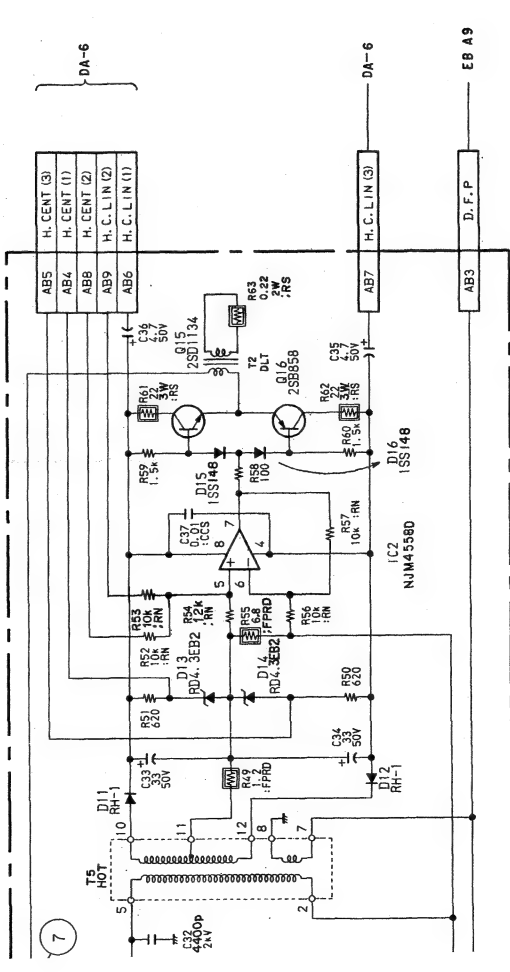 DA-6
AB5 H. CENT (3)
AB4 H. CENT (1)
AB8 H. CENT (2)
AB9 H.C.LIN (2)
AB6 H.C.LIN (1)
DA-6
AB7 H.C.LIN (3)
EB A9
AB3 D.F.P
7
T5
HOT
5
2
10
11
12
8
7
C32
4400p
2kV
D11
RH-1
C33
33
50V
R49
1.2
:FPRD
C34
33
50V
D12
RH-1
R51
620
D13
RD4.3EB2
D14
RD4.3EB2
R50
620
R52
10k
:RN
R53
10k
:RN
R54
12k
:RN
R55
6.8
:FPRD
R56
10k
:RN
C37
0.01
:CCS
8
5
+
6
−
7
4
R57
10k :RN
IC2
NJM4558D
R59
1.5k
D15
1SS148
R58
100
R60
1.5k
D16
1SS148
R61
22
3W
:RS
Q15
2SD1134
Q16
2SB858
R62
22
3W
:RS
T2
DLT
R63
0.22
2W
:RS
C36
4.7
50V
+
C35
4.7
50V
+